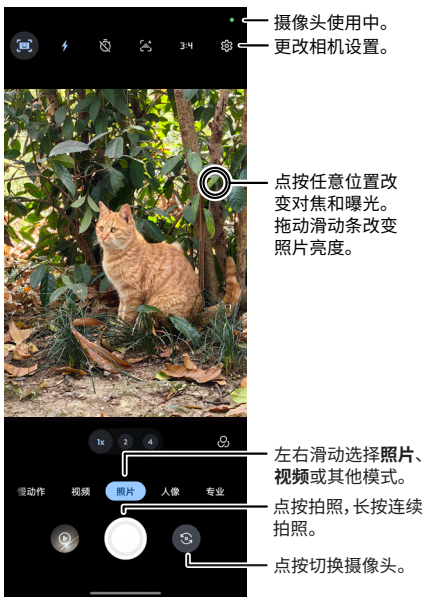 摄像头使用中。
更改相机设置。
3:4
点按任意位置改
变对焦和曝光。
拖动滑动条改变
照片亮度。
1x 2 4
左右滑动选择照片、
视频或其他模式。
慢动作 视频 照片 人像 专业
点按拍照，长按连续
拍照。
点按切换摄像头。